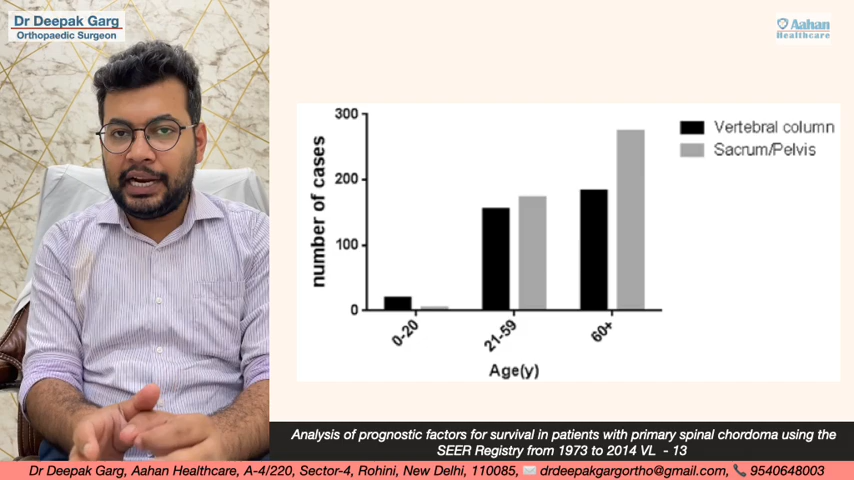 Dr Deepak Garg
Orthopaedic Surgeon
Aahan
Healthcare
300
200
100
0
number of cases
Vertebral column
Sacrum/Pelvis
0-20
21-59
60+
Age(y)
Analysis of prognostic factors for survival in patients with primary spinal chordoma using the
SEER Registry from 1973 to 2014 VL - 13
Dr Deepak Garg, Aahan Healthcare, A-4/220, Sector-4, Rohini, New Delhi, 110085, ✉️ drdeepakgargortho@gmail.com, 📞 9540648003